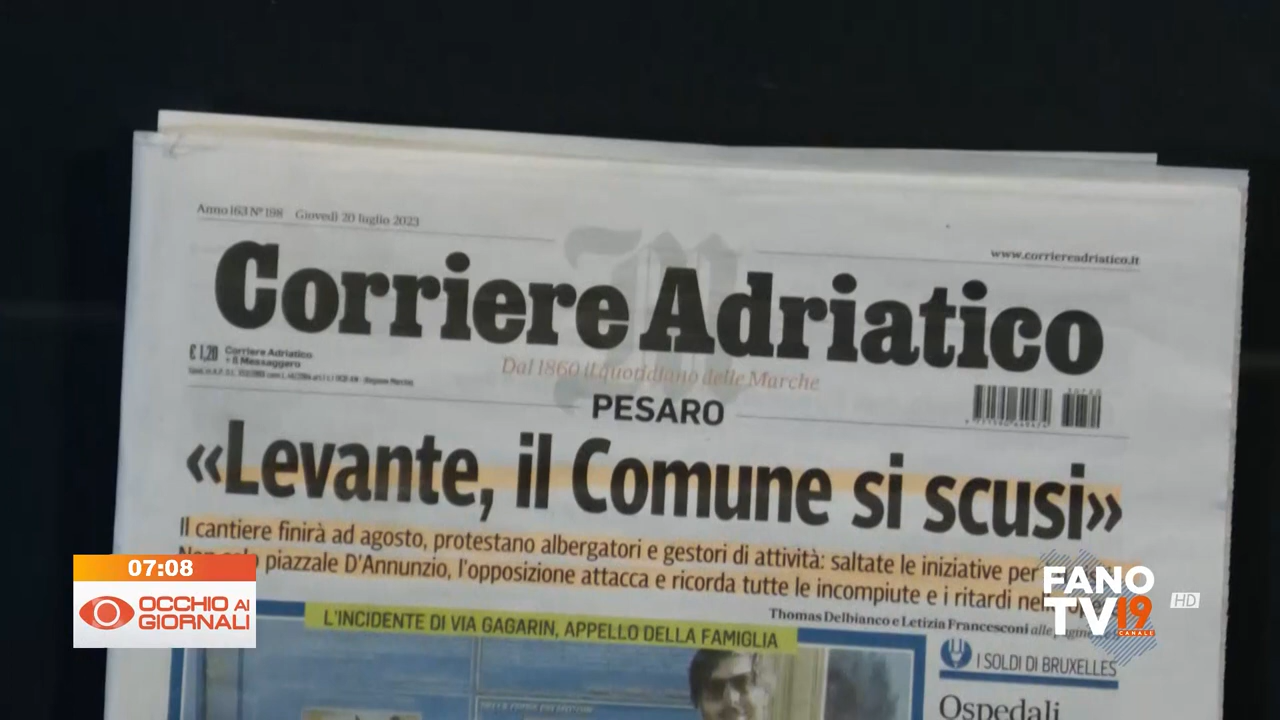 Anno 163 N° 198 Giovedì 20 luglio 2023
www.corriereadriatico.it
Corriere Adriatico
€ 1,20 Corriere Adriatico
+ Il Messaggero
Dal 1860 il quotidiano delle Marche
PESARO
«Levante, il Comune si scusi»
Il cantiere finirà ad agosto, protestano albergatori e gestori di attività: saltate le iniziative per
piazzale D'Annunzio, l'opposizione attacca e ricorda tutte le incompiute e i ritardi
Thomas Delbianco e Letizia Francesconi
L'INCIDENTE DI VIA GAGARIN, APPELLO DELLA FAMIGLIA
I SOLDI DI BRUXELLES
Ospedali
07:08
OCCHIO AI
GIORNALI
FANO
TV19
CANALE
HD